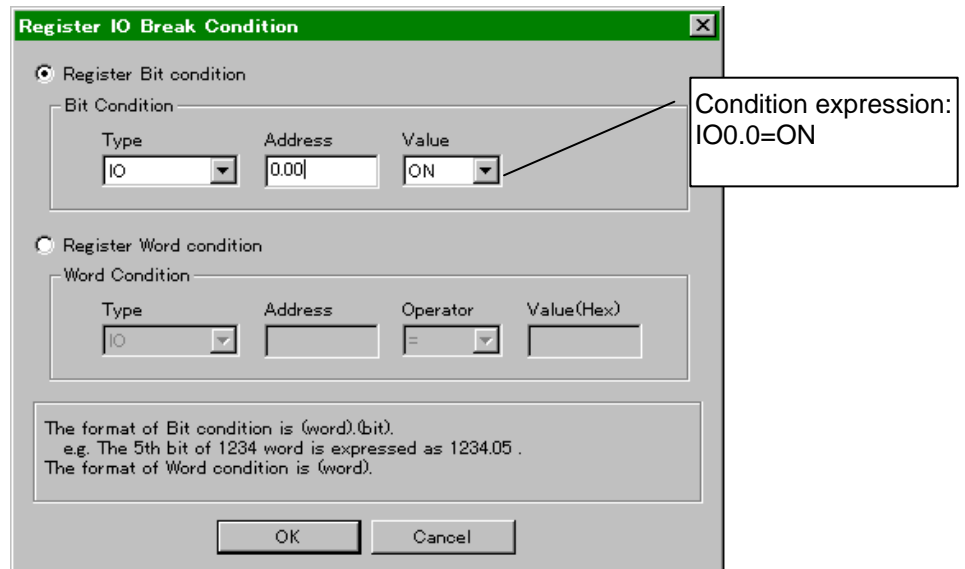 Register IO Break Condition
Register Bit condition
Bit Condition
Type Address Value
IO 0.00 ON
Condition expression:
IO0.0=ON
Register Word condition
Word Condition
Type Address Operator Value(Hex)
IO =
The format of Bit condition is (word).(bit).
e.g. The 5th bit of 1234 word is expressed as 1234.05 .
The format of Word condition is (word).
OK Cancel